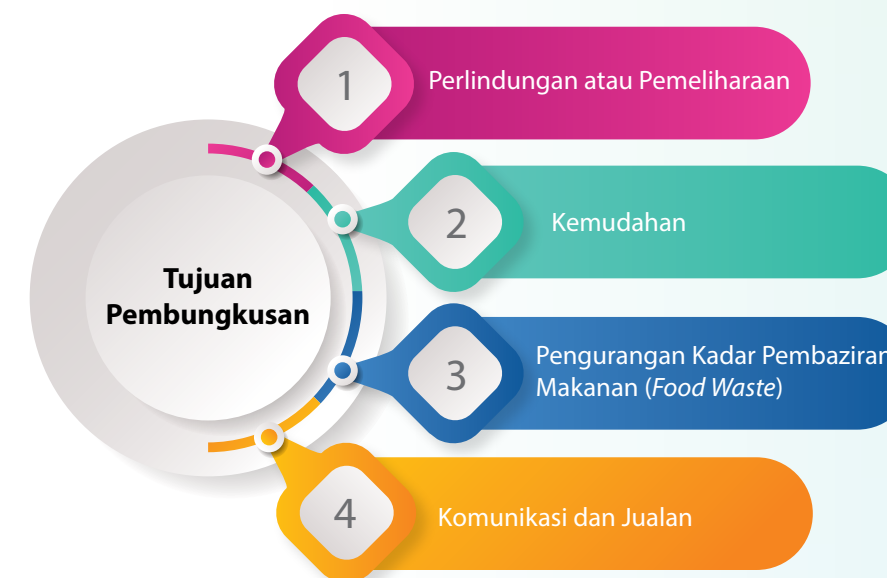 Tujuan
Pembungkusan
1
Perlindungan atau Pemeliharaan
2
Kemudahan
3
Pengurangan Kadar Pembaziran
Makanan (Food Waste)
4
Komunikasi dan Jualan